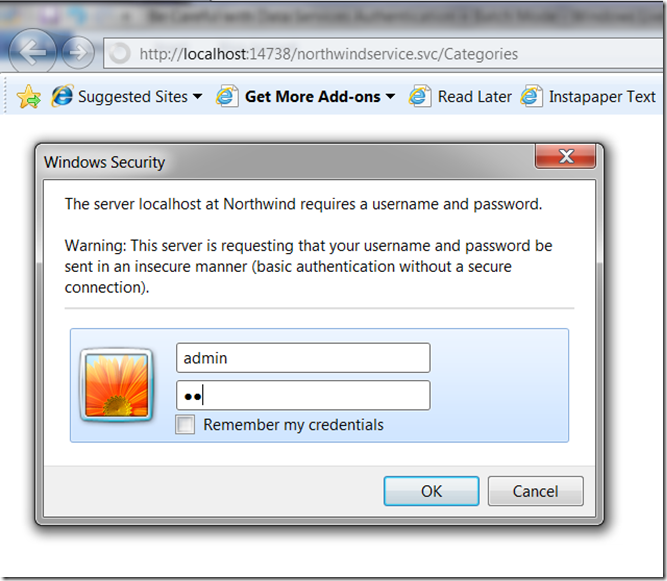 Be Careful with Data Services Authentication + Batch Mode
http://localhost:14738/northwindservice.svc/Categories
Suggested Sites Get More Add-ons Read Later Instapaper Text
Windows Security
The server localhost at Northwind requires a username and password.
Warning: This server is requesting that your username and password be
sent in an insecure manner (basic authentication without a secure
connection).
admin
Remember my credentials
OK Cancel